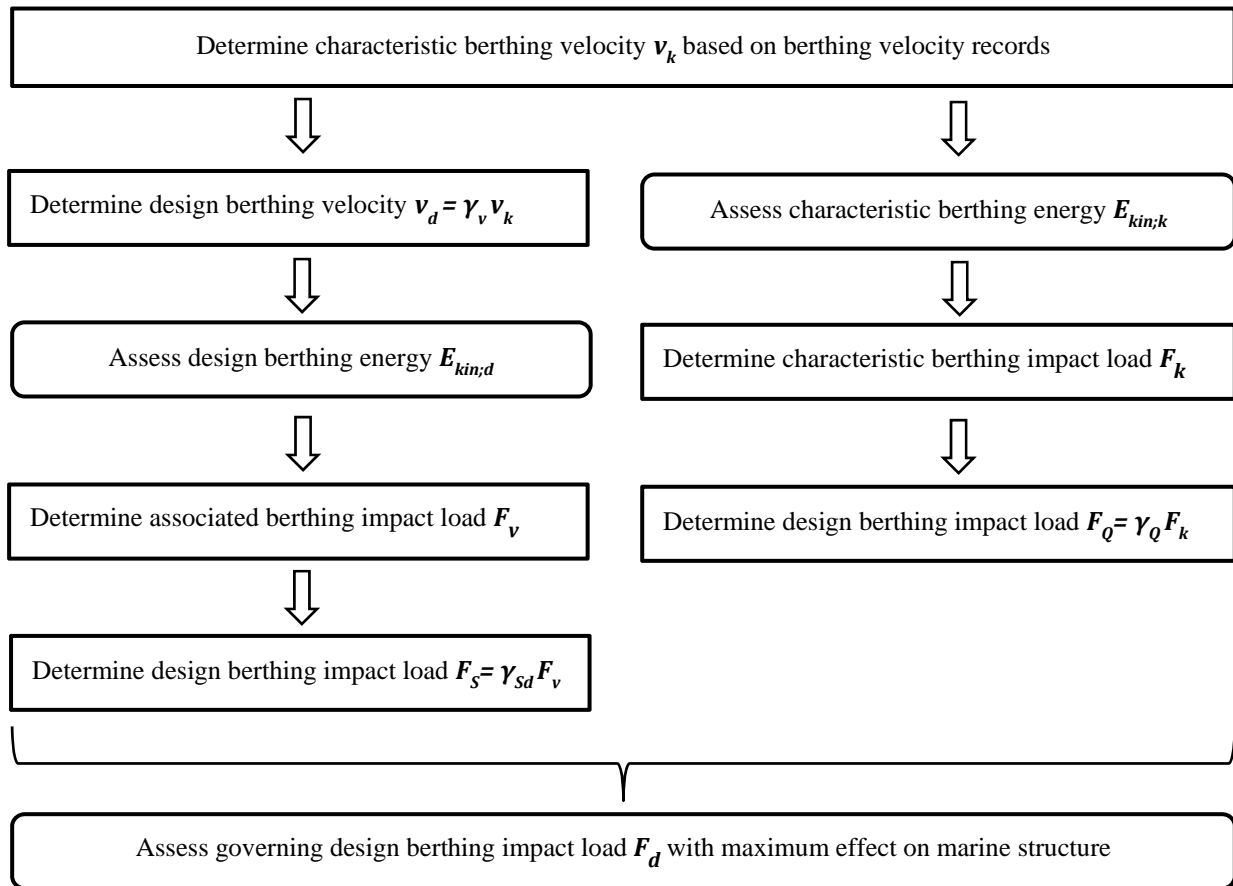 Determine characteristic berthing velocity v_k based on berthing velocity records
Determine design berthing velocity v_d = γ_v v_k
Assess characteristic berthing energy E_kin;k
Assess design berthing energy E_kin;d
Determine characteristic berthing impact load F_k
Determine associated berthing impact load F_v
Determine design berthing impact load F_Q = γ_Q F_k
Determine design berthing impact load F_S = γ_Sd F_v
Assess governing design berthing impact load F_d with maximum effect on marine structure